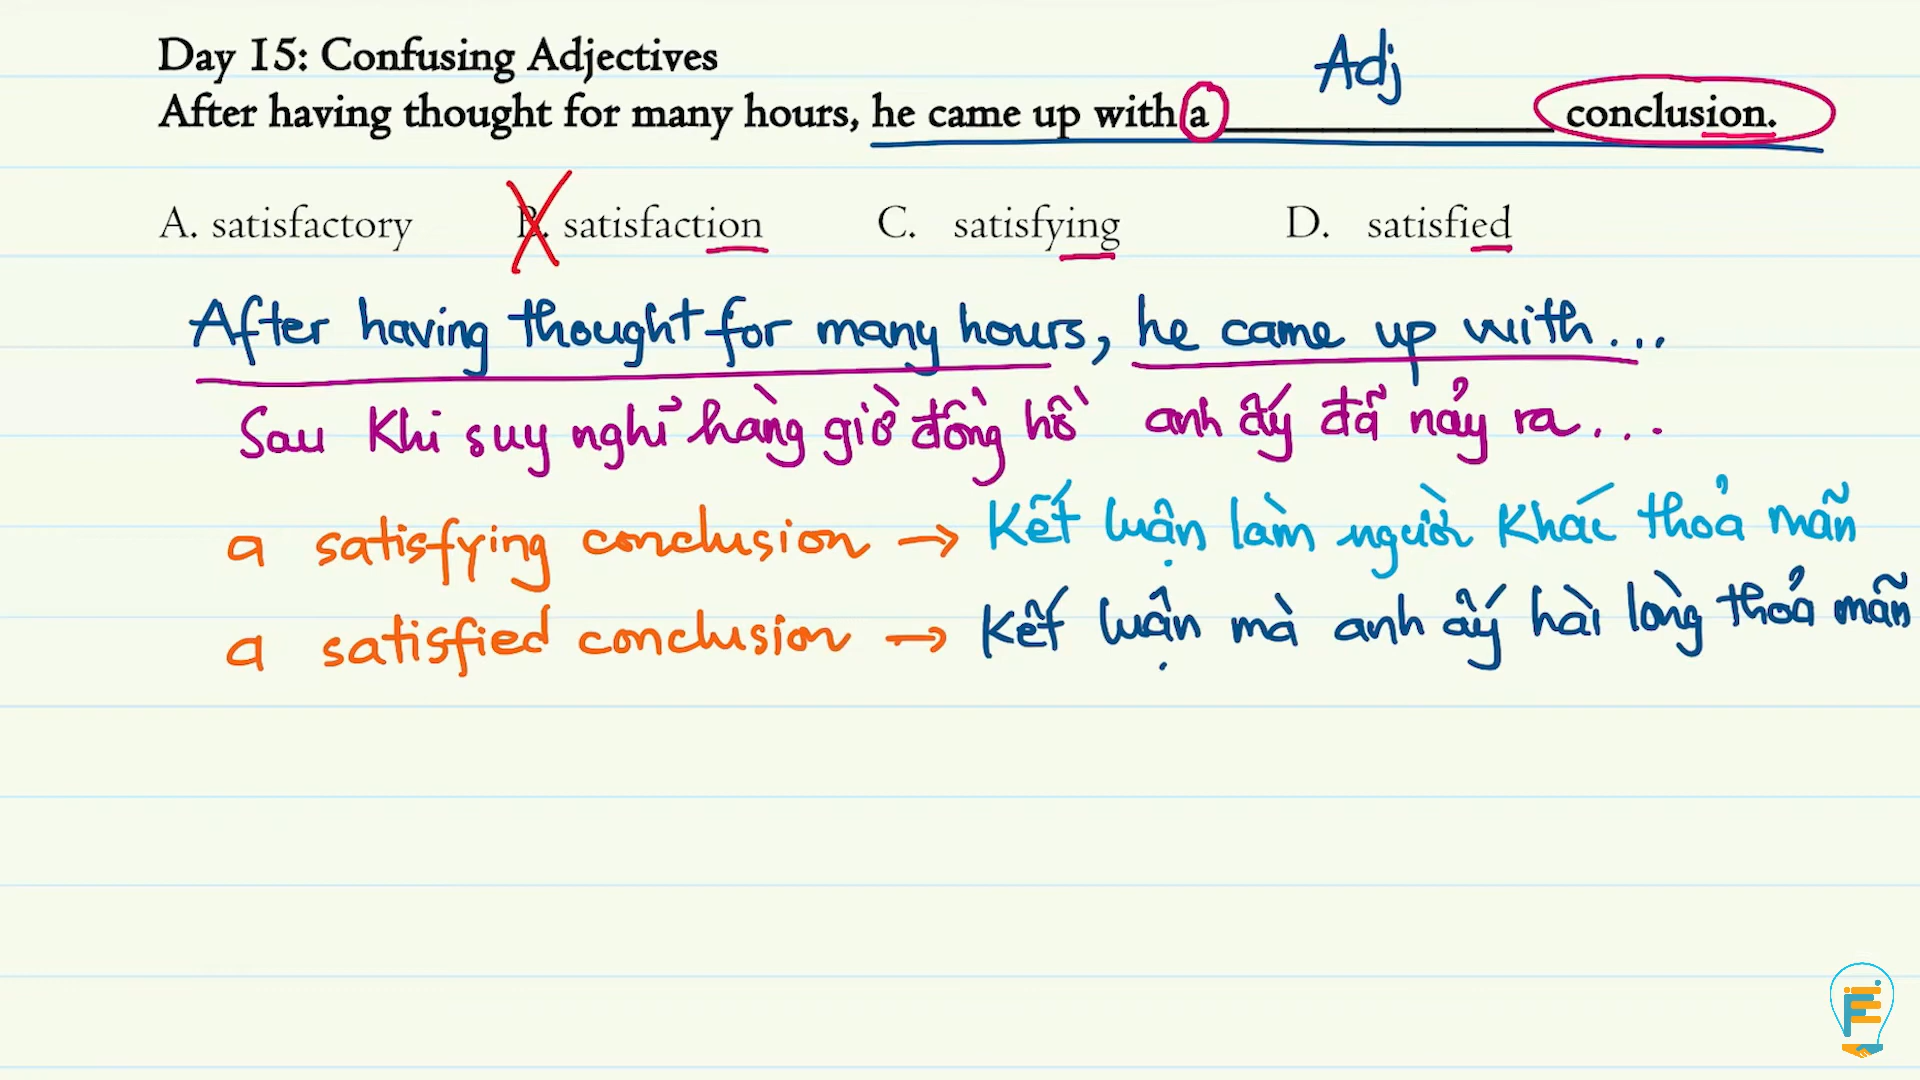 Day 15: Confusing Adjectives
Adj
After having thought for many hours, he came up with a ______________ conclusion.
A. satisfactory B. satisfaction C. satisfying D. satisfied
After having thought for many hours, he came up with...
Sau Khi suy nghĩ hàng giờ đồng hồ anh ấy đã nảy ra...
a satisfying conclusion → Kết luận làm người Khác thoả mãn
a satisfied conclusion → Kết luận mà anh ấy hài lòng thoả mãn